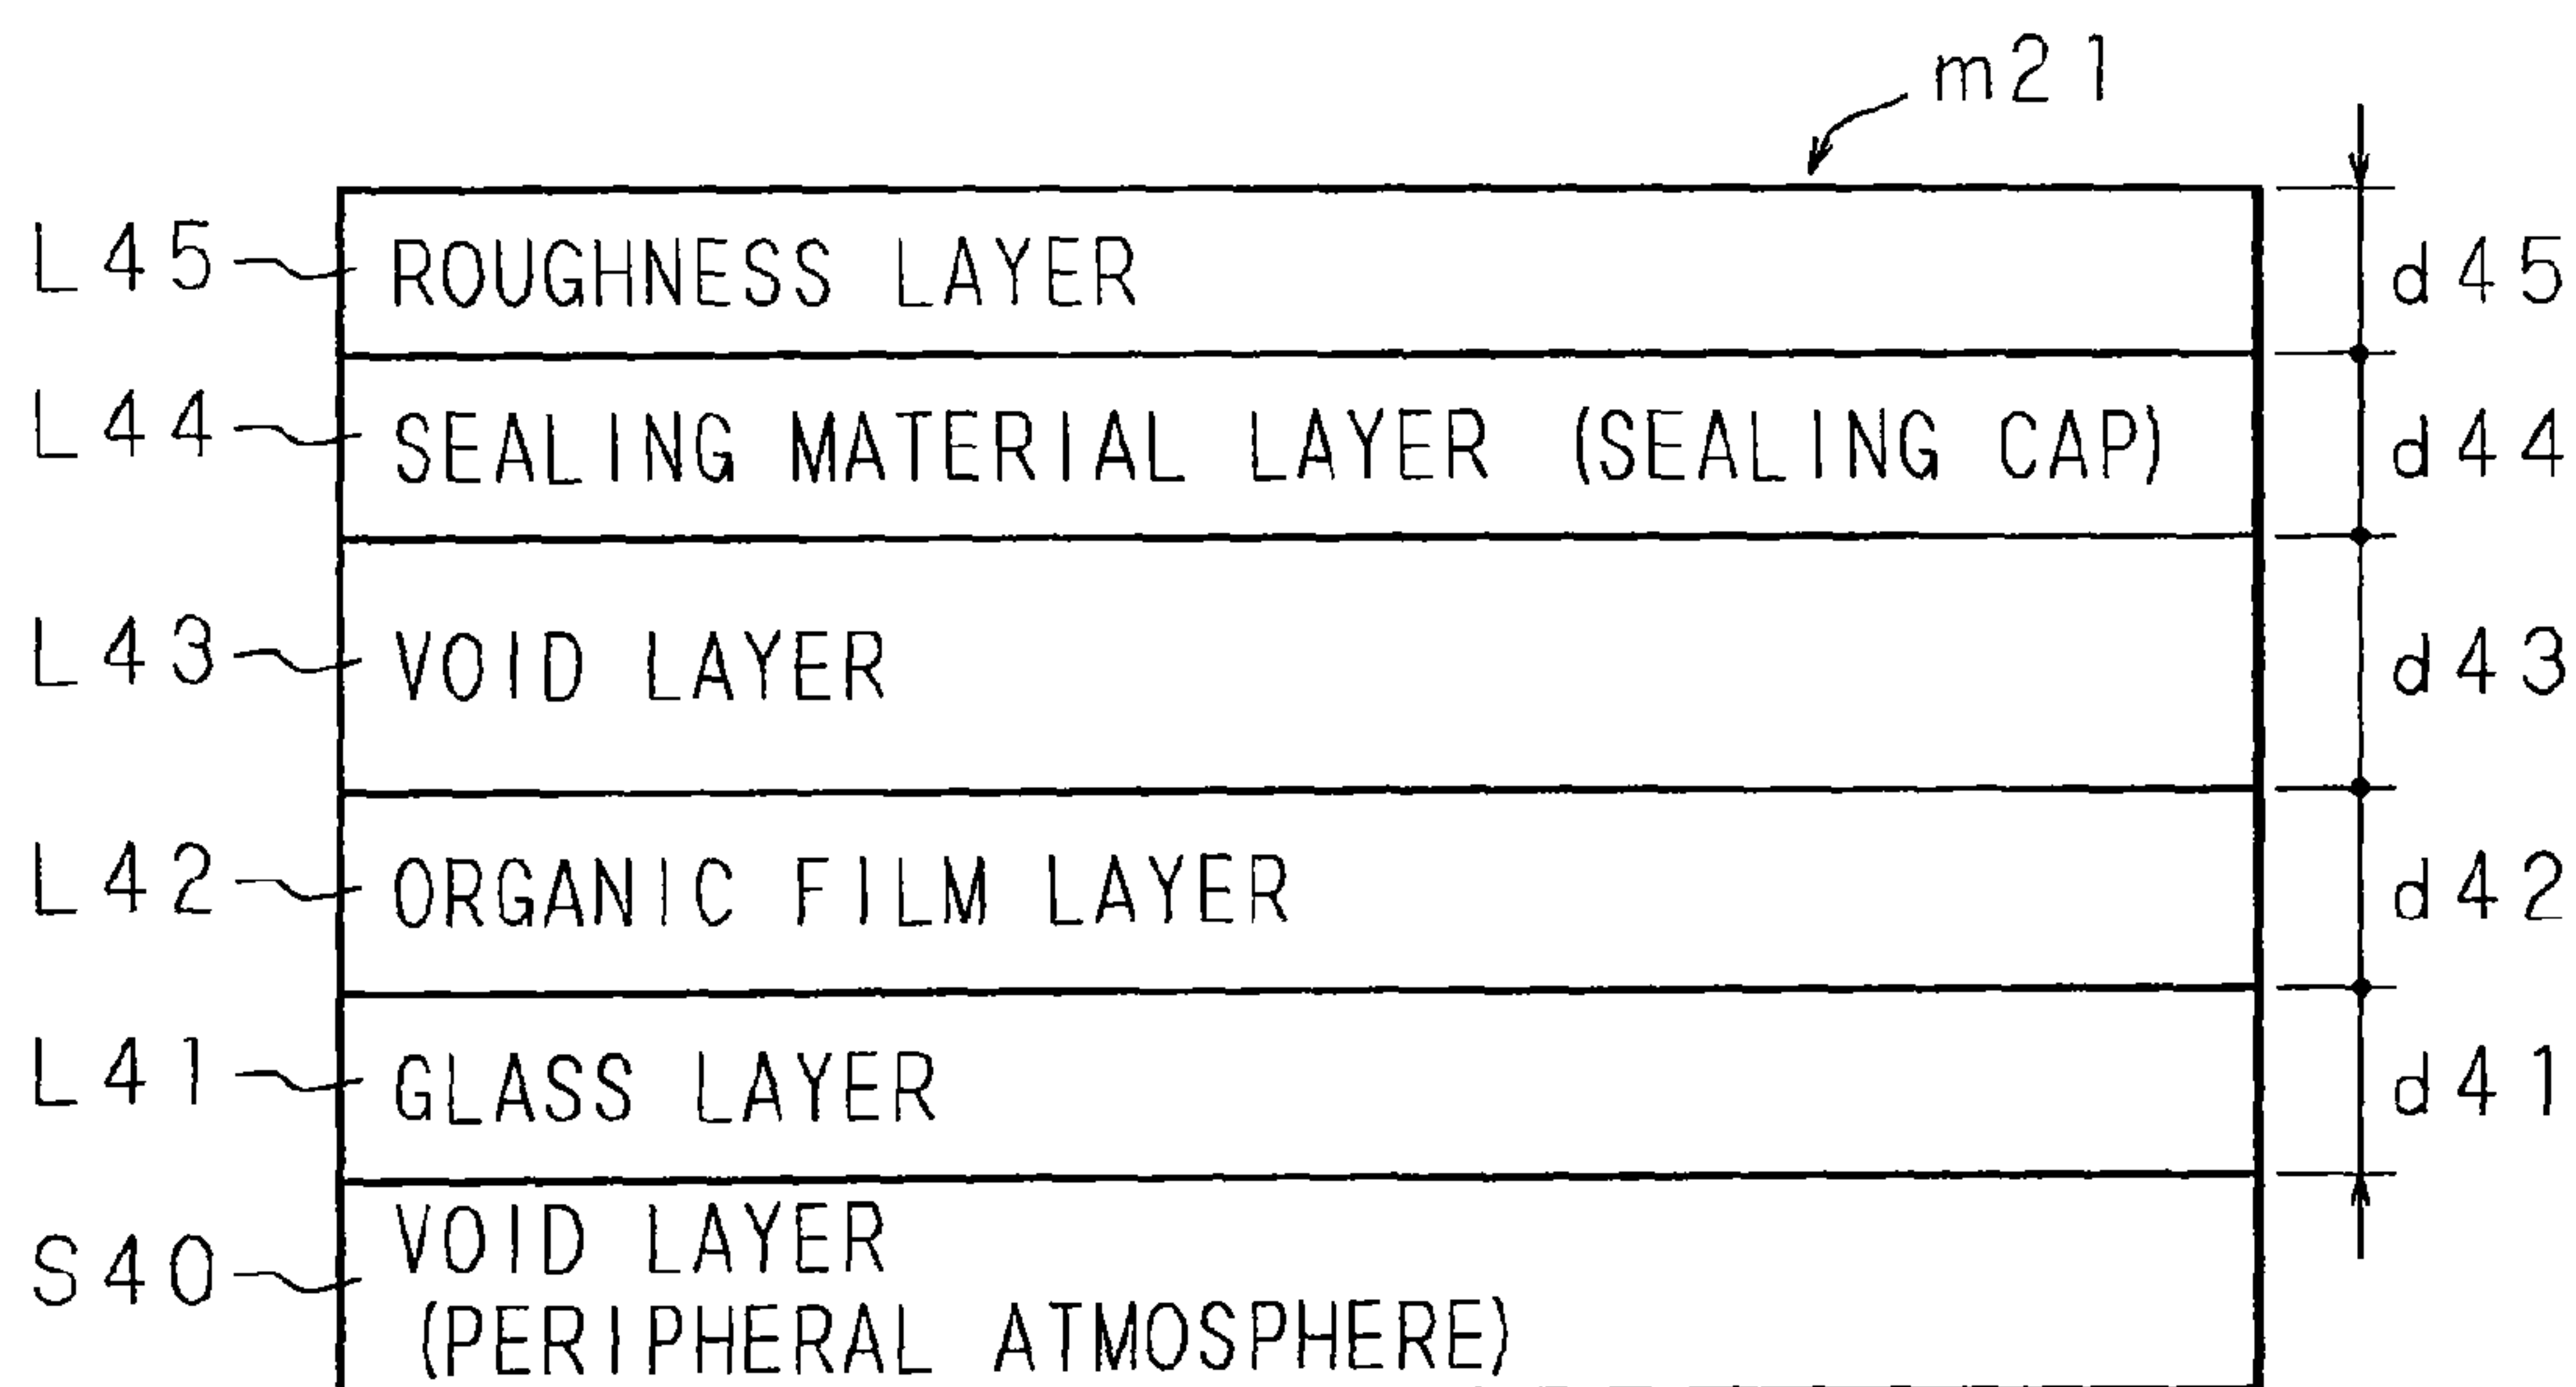 m21
L45 ROUGHNESS LAYER d45
L44 SEALING MATERIAL LAYER (SEALING CAP) d44
L43 VOID LAYER d43
L42 ORGANIC FILM LAYER d42
L41 GLASS LAYER d41
S40 VOID LAYER
(PERIPHERAL ATMOSPHERE)